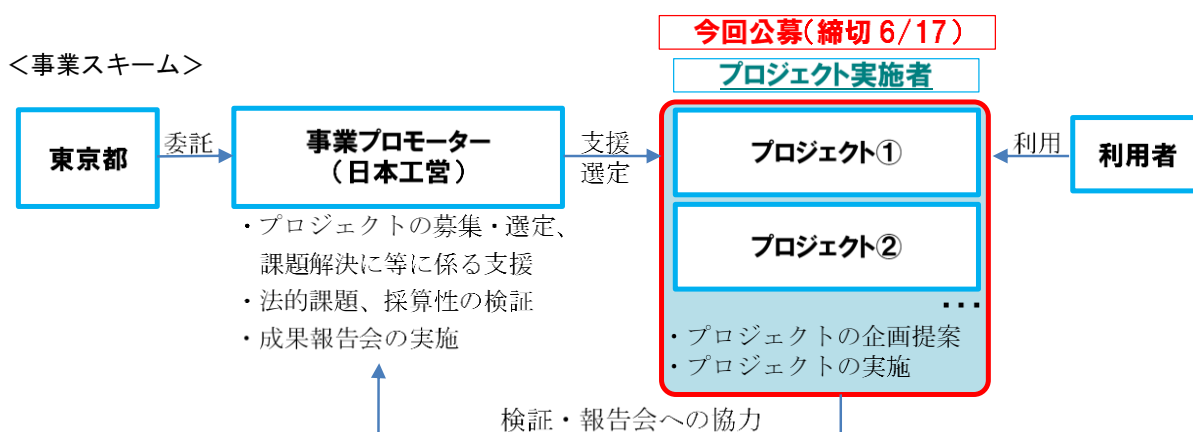 今回公募(締切 6/17)
<事業スキーム>
プロジェクト実施者
東京都
委託
事業プロモーター
(日本工営)
支援
選定
プロジェクト①
利用
利用者
プロジェクト②
・・・
・プロジェクトの募集・選定、
課題解決に等に係る支援
・法的課題、採算性の検証
・成果報告会の実施
・プロジェクトの企画提案
・プロジェクトの実施
検証・報告会への協力